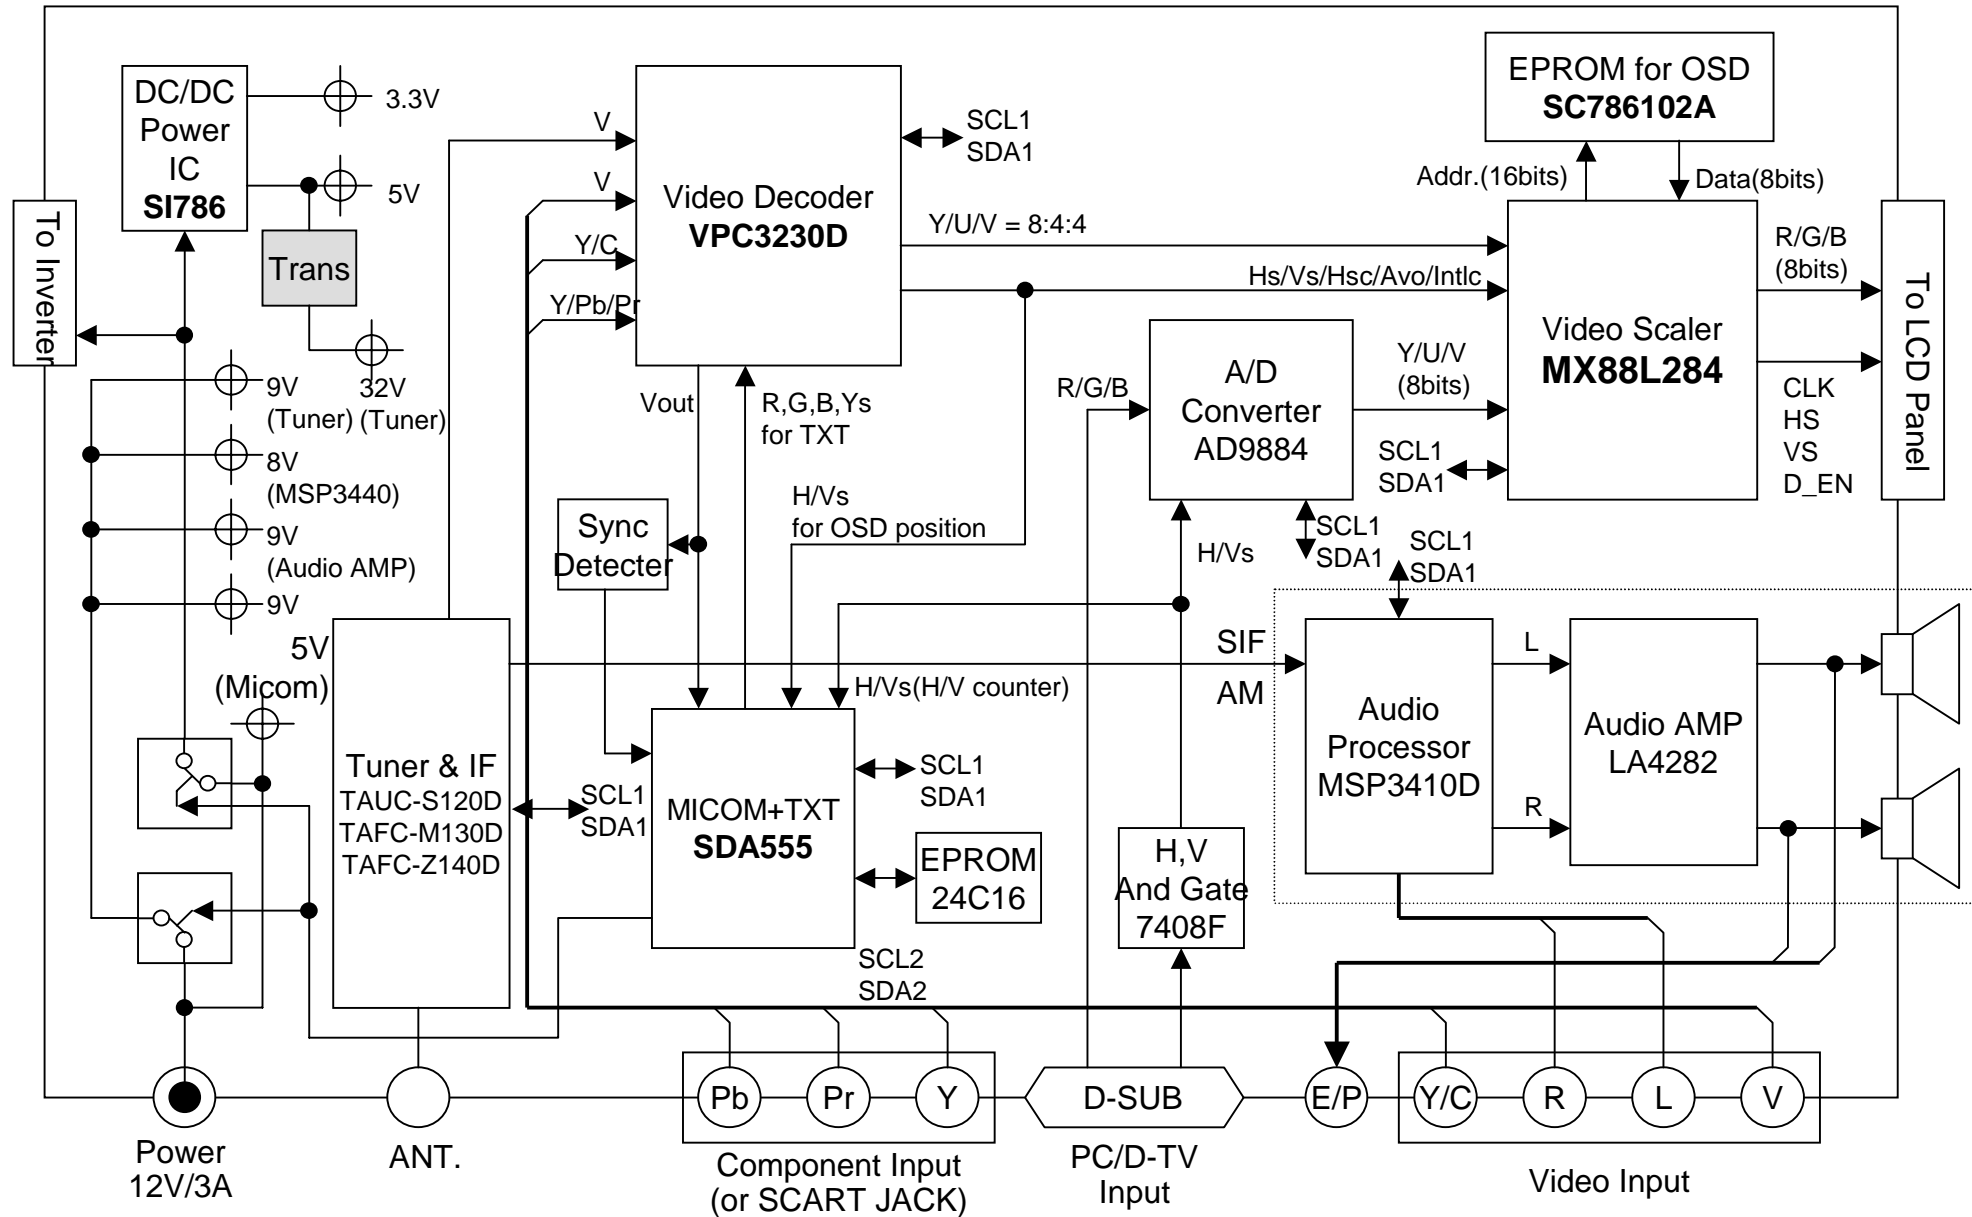 DC/DC
Power
IC
SI786
3.3V
5V
Trans
To Inverter
9V
(Tuner)
32V
(Tuner)
8V
(MSP3440)
9V
(Audio AMP)
9V
5V
(Micom)
Tuner & IF
TAUC-S120D
TAFC-M130D
TAFC-Z140D
SCL1
SDA1
V
V
Y/C
Y/Pb/Pr
Video Decoder
VPC3230D
SCL1
SDA1
Y/U/V = 8:4:4
Hs/Vs/Hsc/Avo/Intlc
Vout
R,G,B,Ys
for TXT
Sync
Detecter
H/Vs
for OSD position
H/Vs(H/V counter)
MICOM+TXT
SDA555
SCL1
SDA1
EPROM
24C16
SCL2
SDA2
EPROM for OSD
SC786102A
Addr.(16bits)
Data(8bits)
Video Scaler
MX88L284
R/G/B
(8bits)
CLK
HS
VS
D_EN
To LCD Panel
R/G/B
A/D
Converter
AD9884
Y/U/V
(8bits)
SCL1
SDA1
H/Vs
SCL1
SDA1
SCL1
SDA1
SIF
AM
Audio
Processor
MSP3410D
L
R
Audio AMP
LA4282
H,V
And Gate
7408F
Pb
Pr
Y
D-SUB
E/P
Y/C
R
L
V
Power
12V/3A
ANT.
Component Input
(or SCART JACK)
PC/D-TV
Input
Video Input